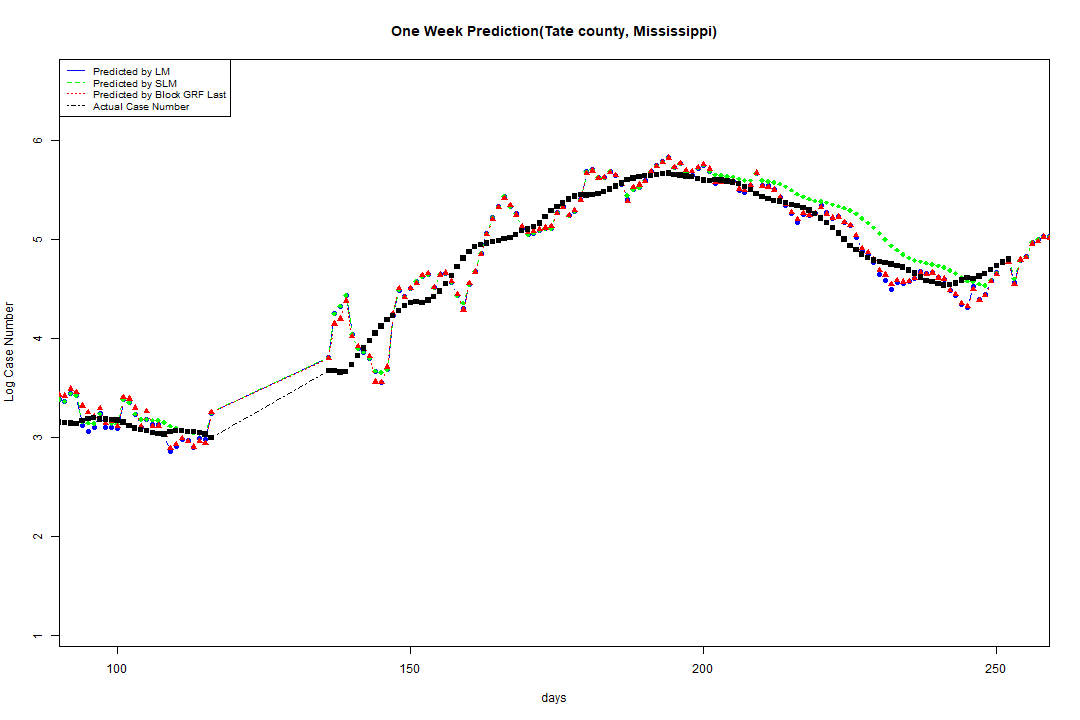 One Week Prediction(Tate county, Mississippi)
Predicted by LM
Predicted by SLM
Predicted by Block GRF Last
Actual Case Number
6
5
4
3
2
1
Log Case Number
100 150 200 250
days